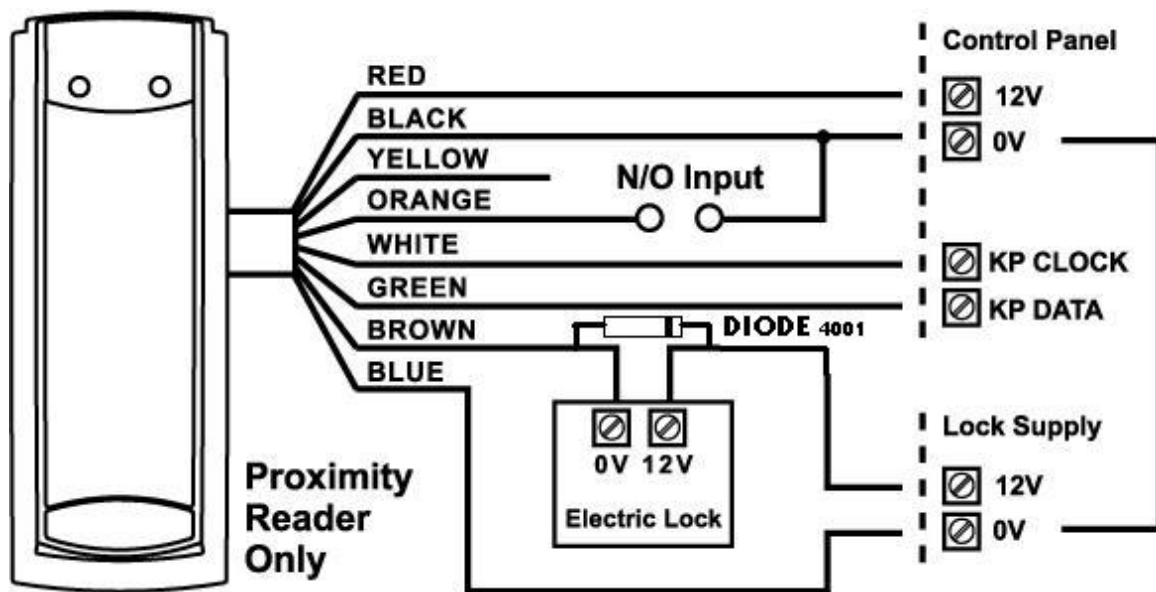 Control Panel
RED
12V
BLACK
0V
YELLOW
N/O Input
ORANGE
WHITE
KP CLOCK
GREEN
KP DATA
BROWN
DIODE 4001
BLUE
Lock Supply
0V 12V
12V
Electric Lock
0V
Proximity
Reader
Only